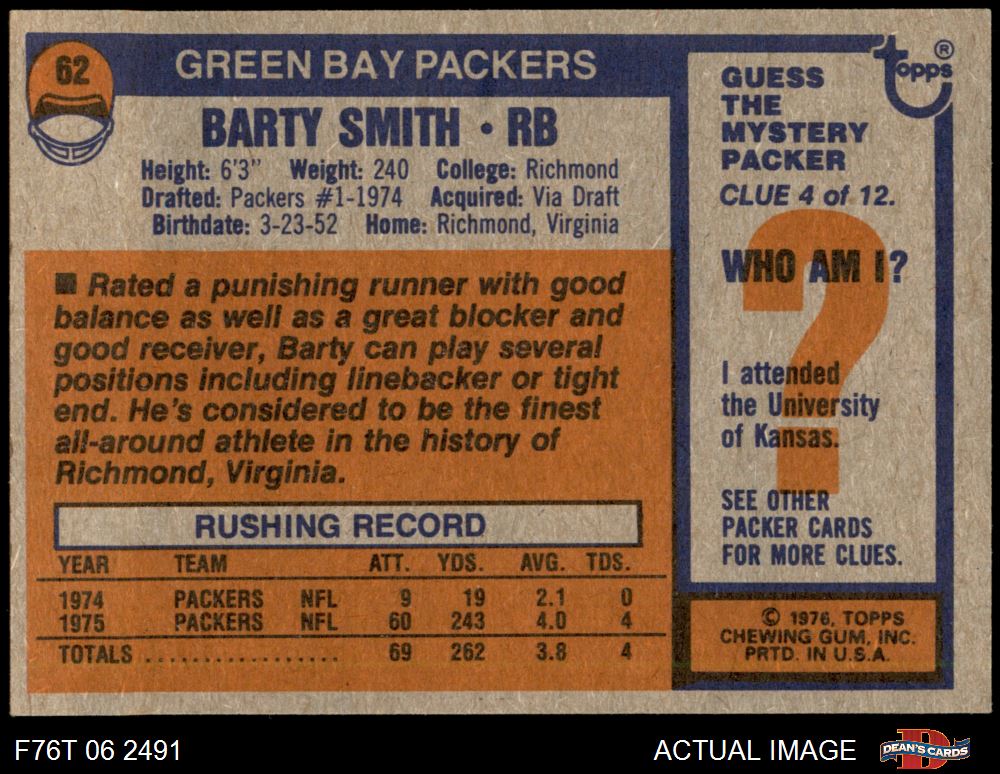 62
GREEN BAY PACKERS
BARTY SMITH • RB
Height: 6'3" Weight: 240 College: Richmond
Drafted: Packers #1-1974 Acquired: Via Draft
Birthdate: 3-23-52 Home: Richmond, Virginia
■ Rated a punishing runner with good
balance as well as a great blocker and
good receiver, Barty can play several
positions including linebacker or tight
end. He's considered to be the finest
all-around athlete in the history of
Richmond, Virginia.
RUSHING RECORD
YEAR TEAM ATT. YDS. AVG. TDS.
1974 PACKERS NFL 9 19 2.1 0
1975 PACKERS NFL 60 243 4.0 4
TOTALS .................. 69 262 3.8 4
Topps ®
GUESS
THE
MYSTERY
PACKER
CLUE 4 of 12.
WHO AM I?
?
I attended
the University
of Kansas.
SEE OTHER
PACKER CARDS
FOR MORE CLUES.
© 1976, TOPPS
CHEWING GUM, INC.
PRTD. IN U.S.A.
F76T 06 2491
ACTUAL IMAGE
DEAN'S CARDS